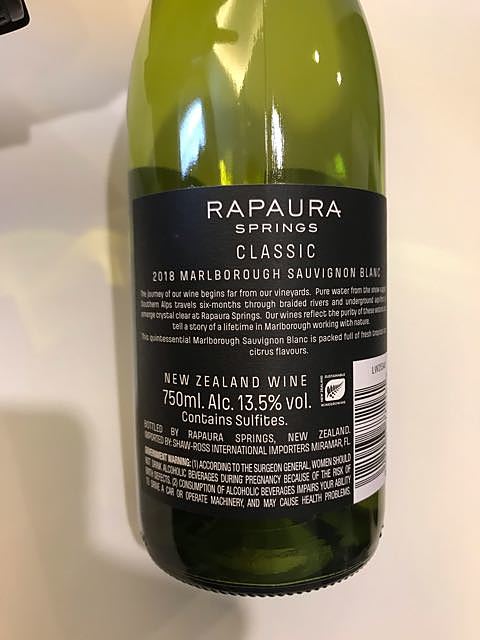 RAPAURA
SPRINGS
CLASSIC
2018 MARLBOROUGH SAUVIGNON BLANC
The journey of our wine begins far from our vineyards. Pure water from the snow
Southern Alps travels six-months through braided rivers and underground
emerge crystal clear at Rapaura Springs. Our wines reflect the purity of these
tell a story of a lifetime in Marlborough working with nature.
This quintessential Marlborough Sauvignon Blanc is packed full of fresh tropical
citrus flavours.
NEW ZEALAND WINE
750ml. Alc. 13.5% vol.
Contains Sulfites.
BOTTLED BY RAPAURA SPRINGS, NEW ZEALAND.
IMPORTED BY: SHAW-ROSS INTERNATIONAL IMPORTERS MIRAMAR, FL.
GOVERNMENT WARNING: (1) ACCORDING TO THE SURGEON GENERAL, WOMEN SHOULD
NOT DRINK ALCOHOLIC BEVERAGES DURING PREGNANCY BECAUSE OF THE RISK OF
BIRTH DEFECTS. (2) CONSUMPTION OF ALCOHOLIC BEVERAGES IMPAIRS YOUR ABILITY
TO DRIVE A CAR OR OPERATE MACHINERY, AND MAY CAUSE HEALTH PROBLEMS.